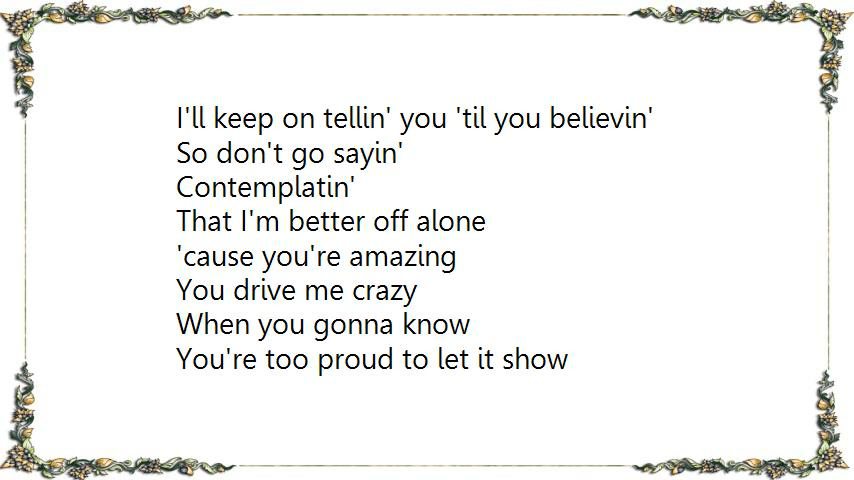 I'll keep on tellin' you 'til you believin'
So don't go sayin'
Contemplatin'
That I'm better off alone
'cause you're amazing
You drive me crazy
When you gonna know
You're too proud to let it show